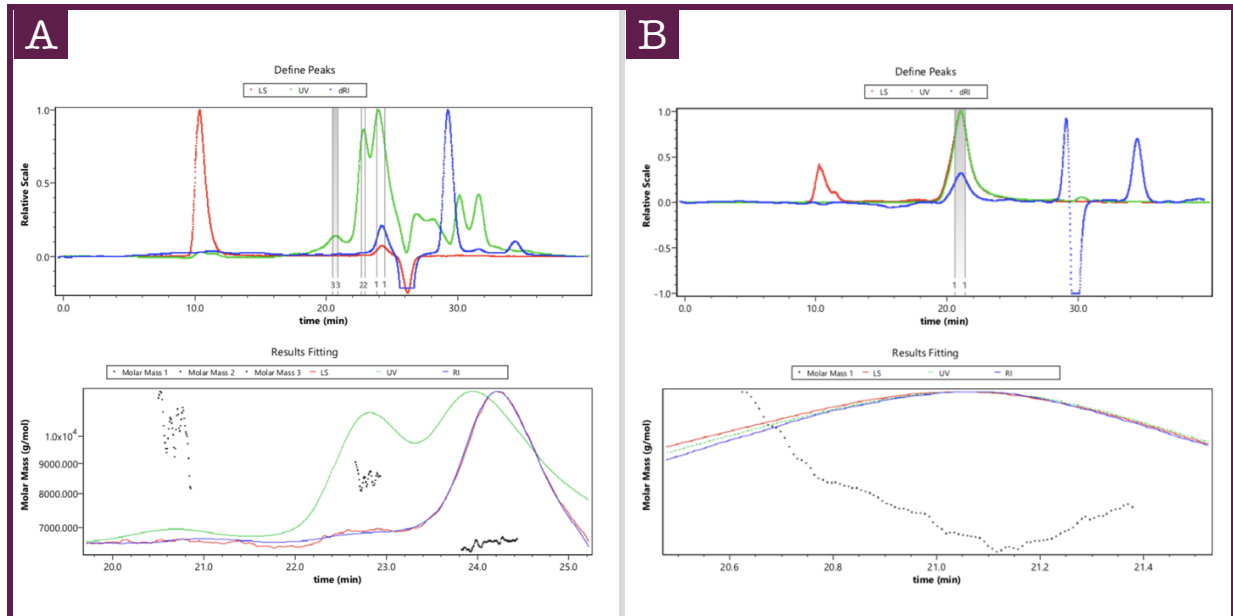 A
Define Peaks
LS UV dRI
1.0
0.5
0.0
Relative Scale
33 22 1 1
0.0 10.0 20.0 30.0
time (min)
Results Fitting
Molar Mass 1 Molar Mass 2 Molar Mass 3 LS UV RI
1.0x10⁴
9000.000
8000.000
7000.000
Molar Mass (g/mol)
20.0 21.0 22.0 23.0 24.0 25.0
time (min)
B
Define Peaks
LS UV dRI
1.0
0.5
0.0
-0.5
-1.0
Relative Scale
1 1
0.0 10.0 20.0 30.0
time (min)
Results Fitting
Molar Mass 1 LS UV RI
Molar Mass (g/mol)
20.6 20.8 21.0 21.2 21.4
time (min)